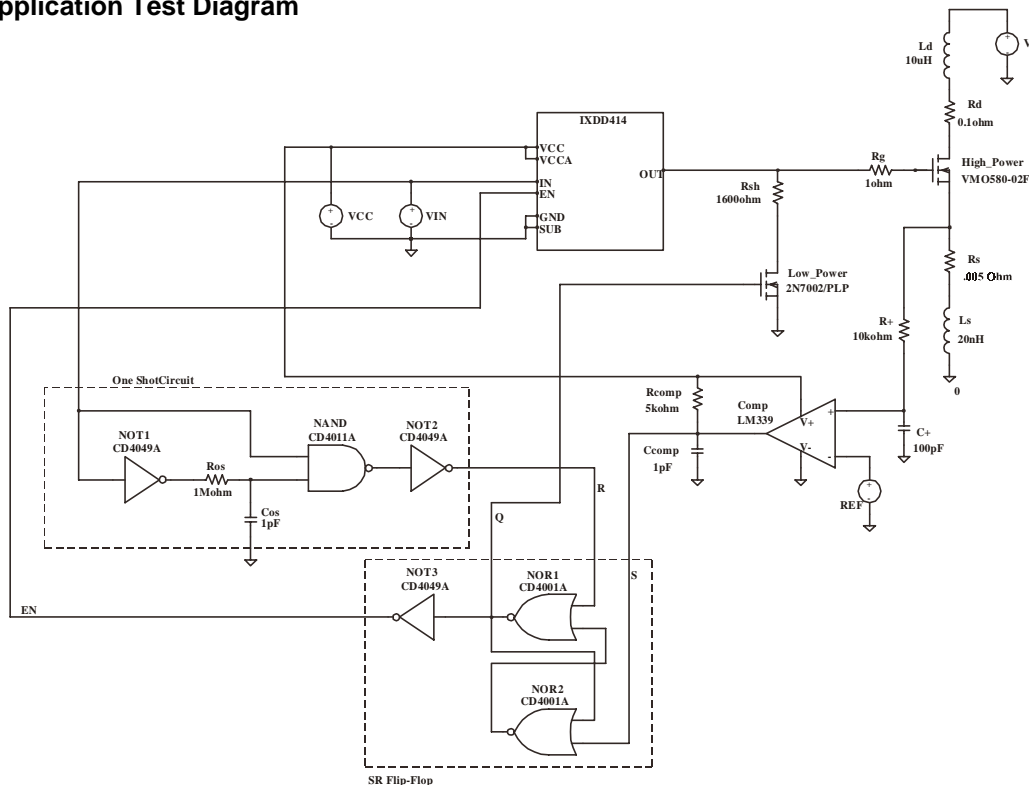 pplication Test Diagram
Ld
10uH
V
Rd
0.1ohm
IXDD414
VCC
VCCA
IN
EN
OUT
GND
SUB
VCC
VIN
Rg
1ohm
High_Power
VMO580-02F
Rsh
1600ohm
Low_Power
2N7002/PLP
Rs
.005 Ohm
R+
10kohm
Ls
20nH
0
One ShotCircuit
NOT1
CD4049A
Ros
1Mohm
Cos
1pF
NAND
CD4011A
NOT2
CD4049A
Rcomp
5kohm
Comp
LM339
V+
V-
+
-
Ccomp
1pF
C+
100pF
REF
R
Q
S
EN
NOT3
CD4049A
NOR1
CD4001A
NOR2
CD4001A
SR Flip-Flop